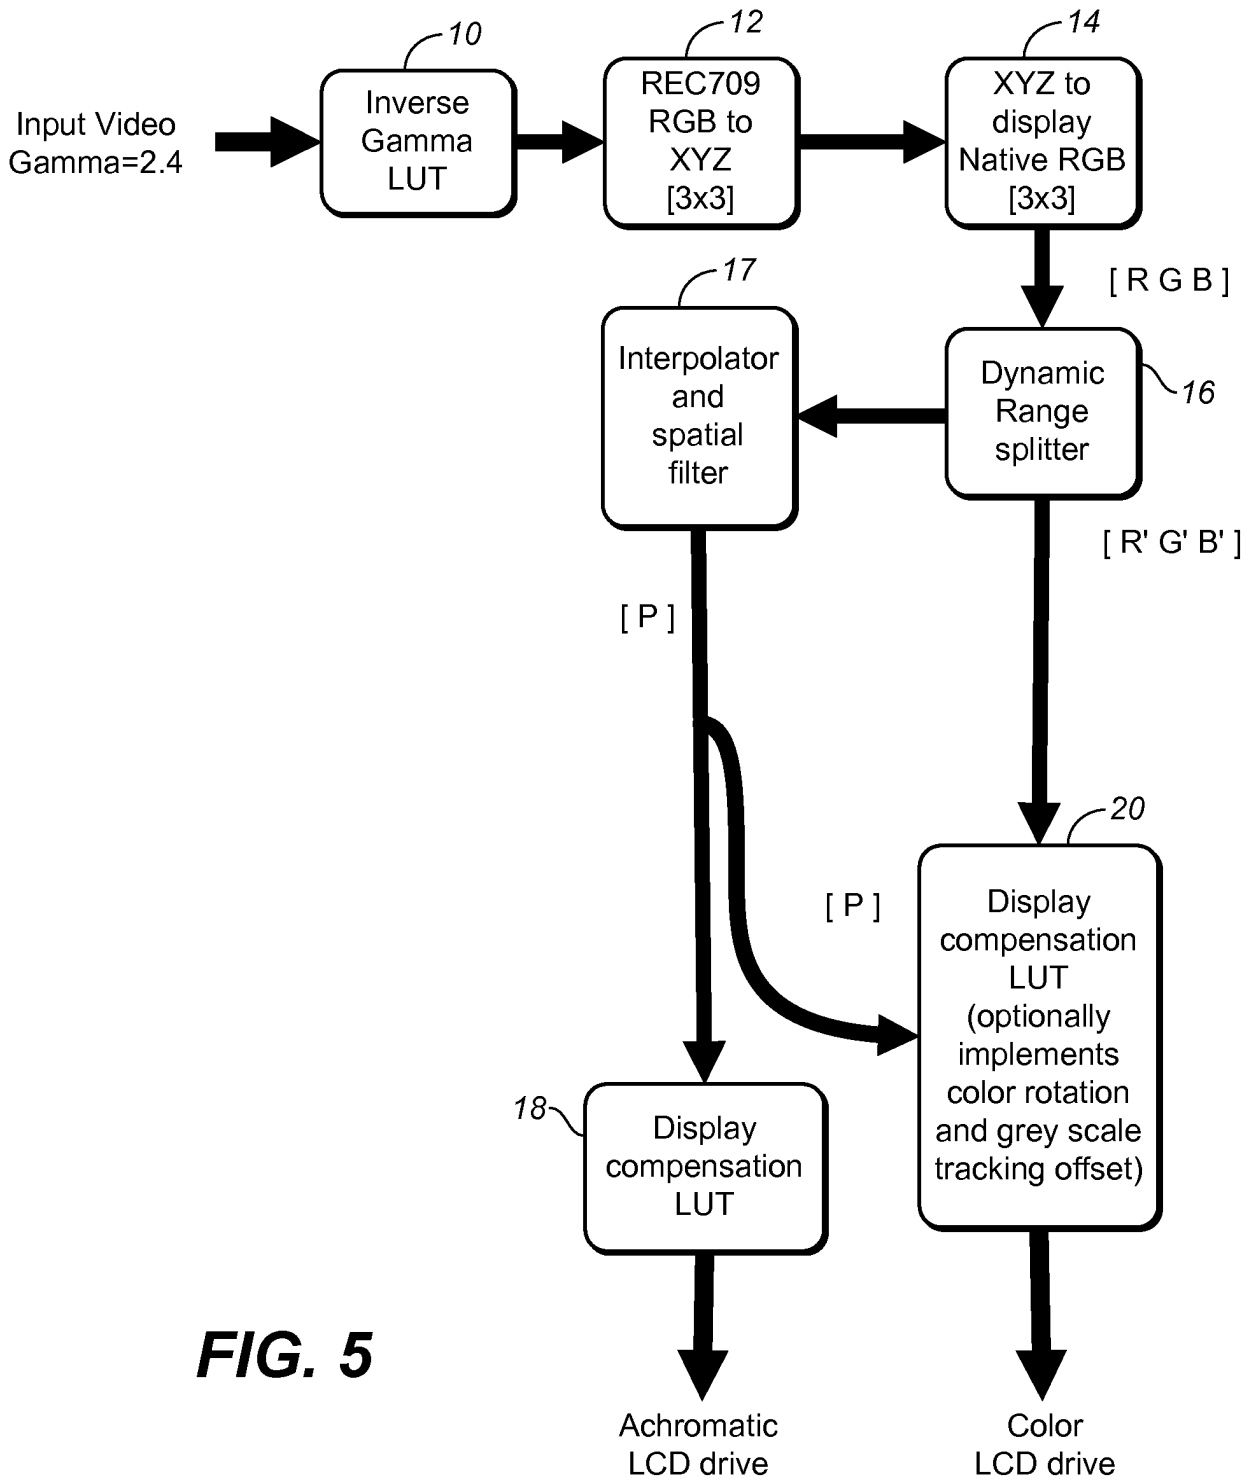 10
12
14
Input Video
Gamma=2.4
Inverse
Gamma
LUT
REC709
RGB to
XYZ
[3x3]
XYZ to
display
Native RGB
[3x3]
[ R G B ]
17
Interpolator
and
spatial
filter
Dynamic
Range
splitter
16
[ R' G' B' ]
[ P ]
20
[ P ]
Display
compensation
LUT
(optionally
implements
color rotation
and grey scale
tracking offset)
18
Display
compensation
LUT
FIG. 5
Achromatic
LCD drive
Color
LCD drive